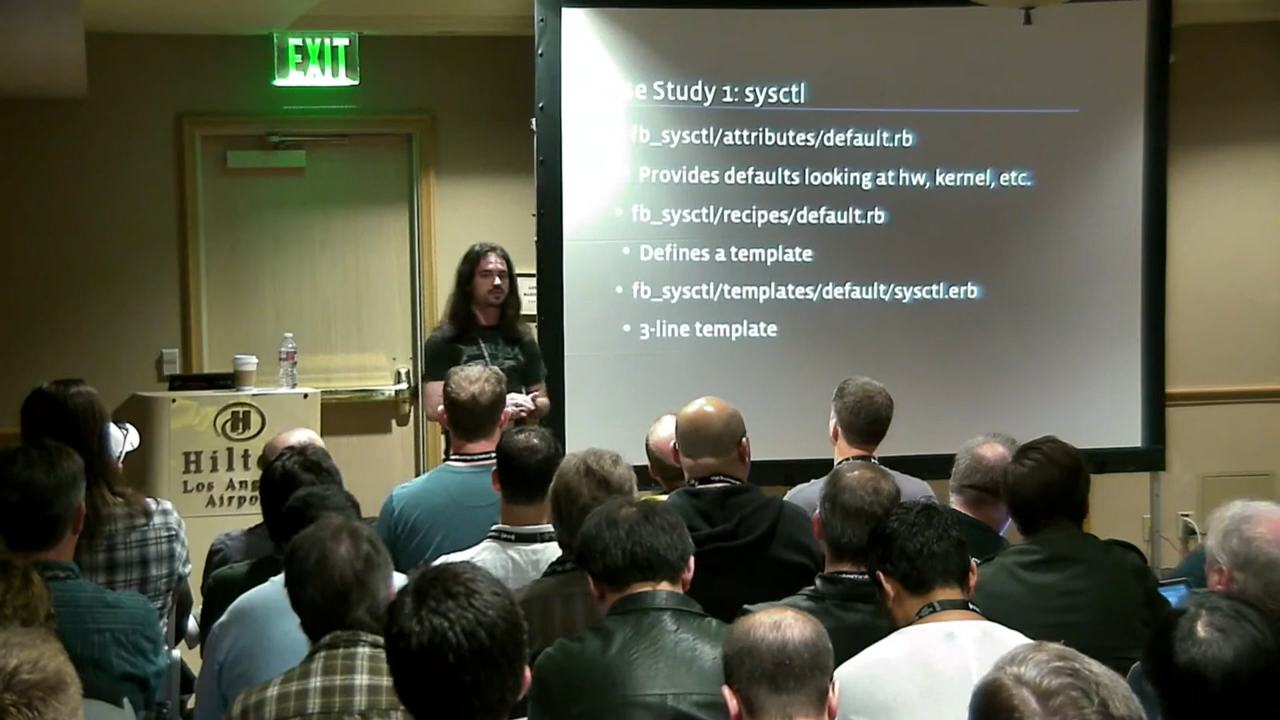 EXIT
e Study 1: sysctl
fb_sysctl/attributes/default.rb
Provides defaults looking at hw, kernel, etc.
• fb_sysctl/recipes/default.rb
• Defines a template
• fb_sysctl/templates/default/sysctl.erb
• 3-line template
H
Hilt
Los Ang
Airpo